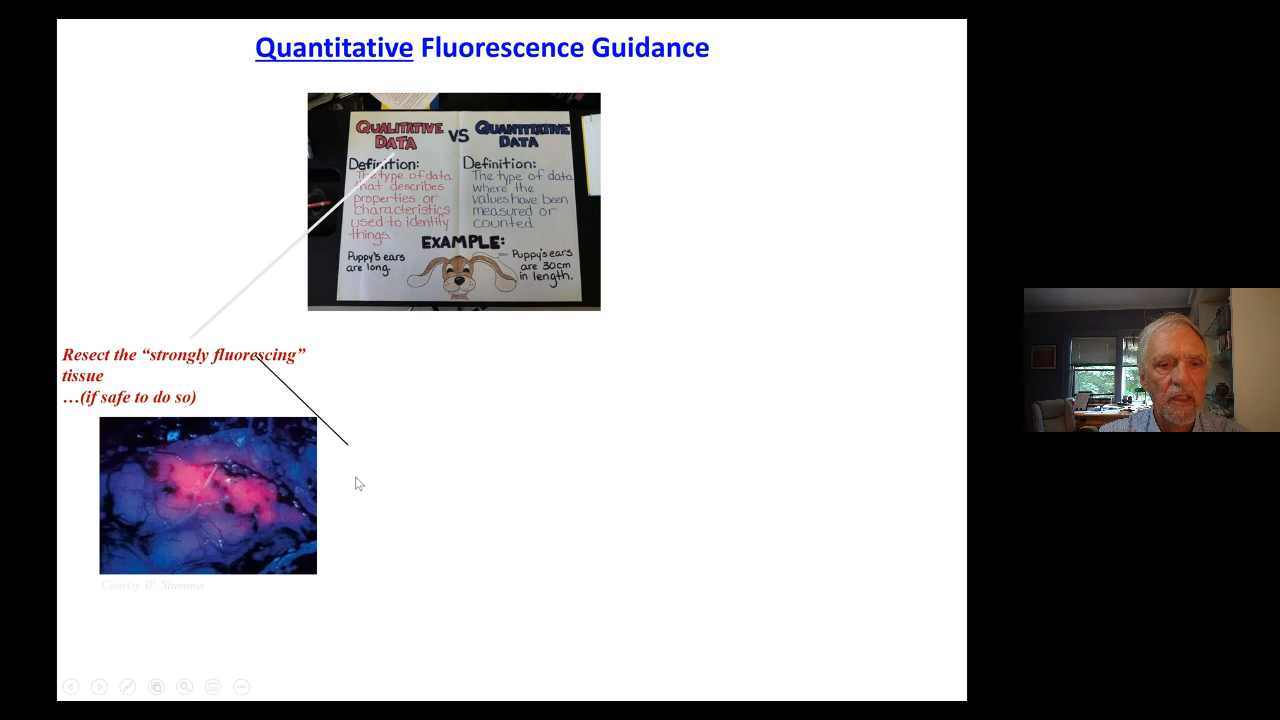 Quantitative Fluorescence Guidance
QUALITATIVE
DATA
VS
QUANTITATIVE
DATA
Definition:
The type of data
that describes
properties or
characteristics
used to identify
things.
Definition:
The type of data
where the
values have been
measured or
counted.
EXAMPLE:
Puppy's ears
are long.
Puppy's ears
are 30cm
in length.
Resect the “strongly fluorescing”
tissue
…(if safe to do so)
Courtsy W. Stummer